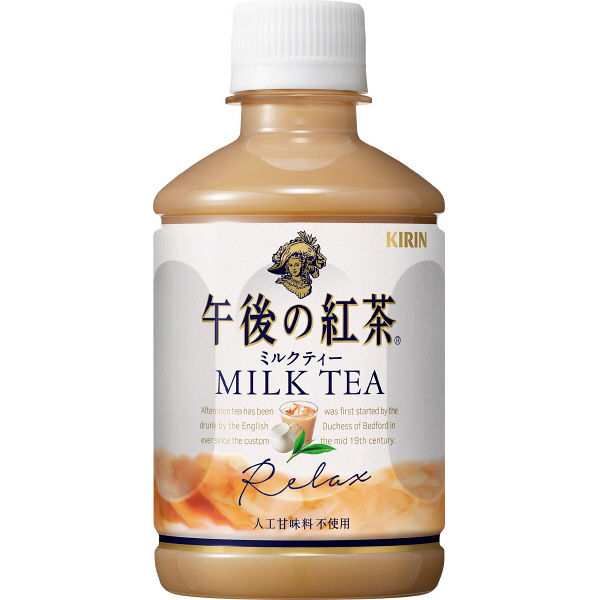 KIRIN
午後の紅茶®
ミルクティー
MILK TEA
Afternoon tea has been was first started by the
drunk by the English Duchess of Bedford in
ever since the custom the mid 19th century.
Relax
人工甘味料 不使用